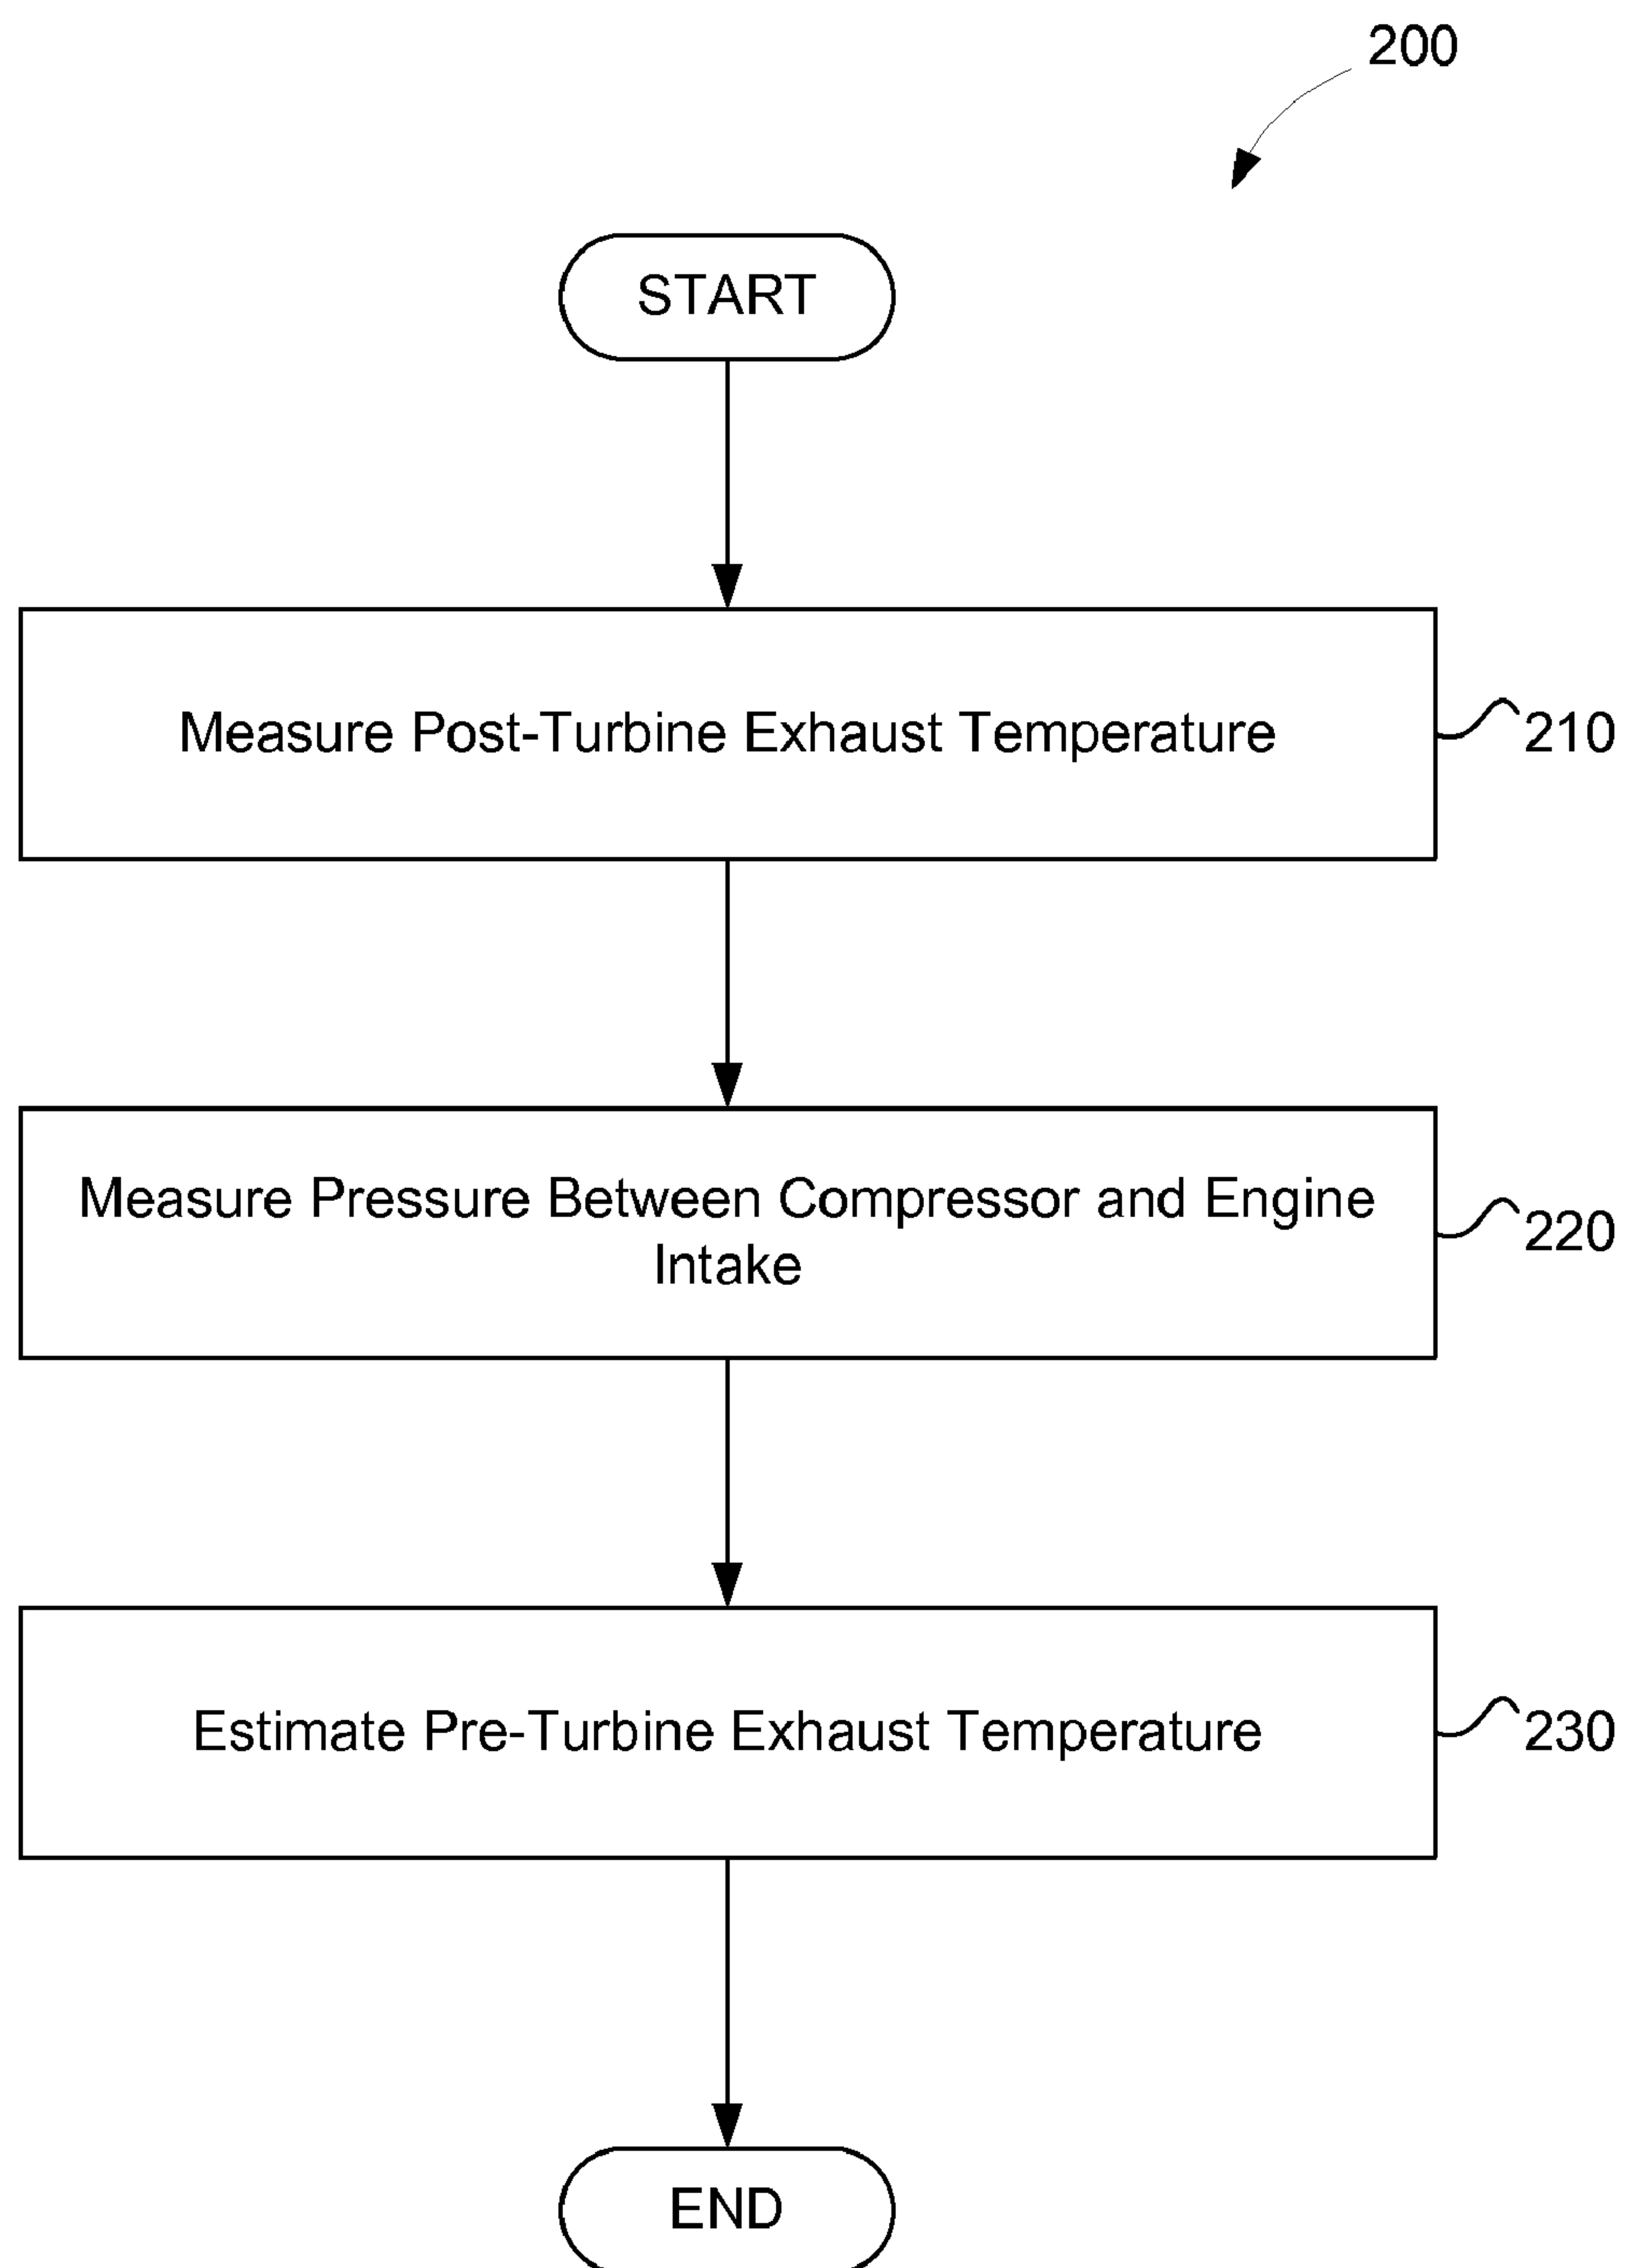 200
START
Measure Post-Turbine Exhaust Temperature
210
Measure Pressure Between Compressor and Engine
Intake
220
Estimate Pre-Turbine Exhaust Temperature
230
END